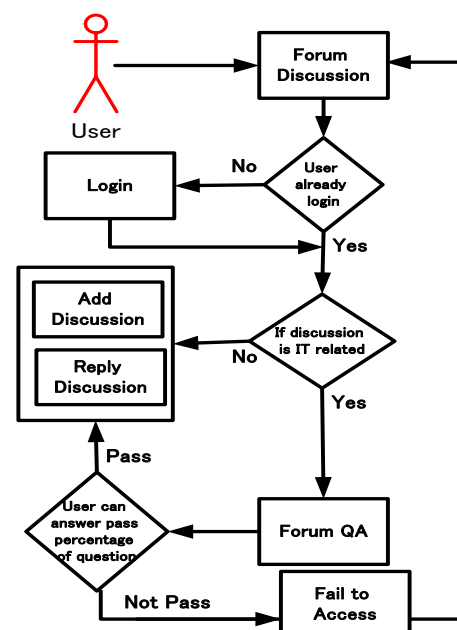 User
Forum
Discussion
User
already
login
No
Login
Yes
If discussion
is IT related
No
Add
Discussion
Reply
Discussion
Yes
Forum QA
User can
answer pass
percentage
of question
Pass
Not Pass
Fail to
Access